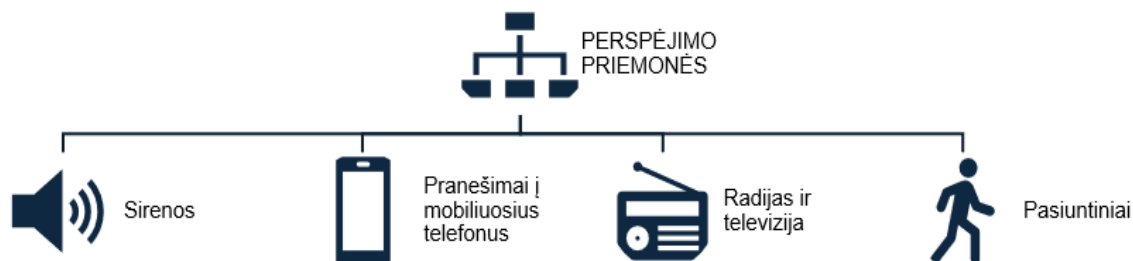 PERSPĖJIMO
PRIEMONĖS
Sirenos
Pranešimai į
mobiliuosius
telefonus
Radijas ir
televizija
Pasiuntiniai